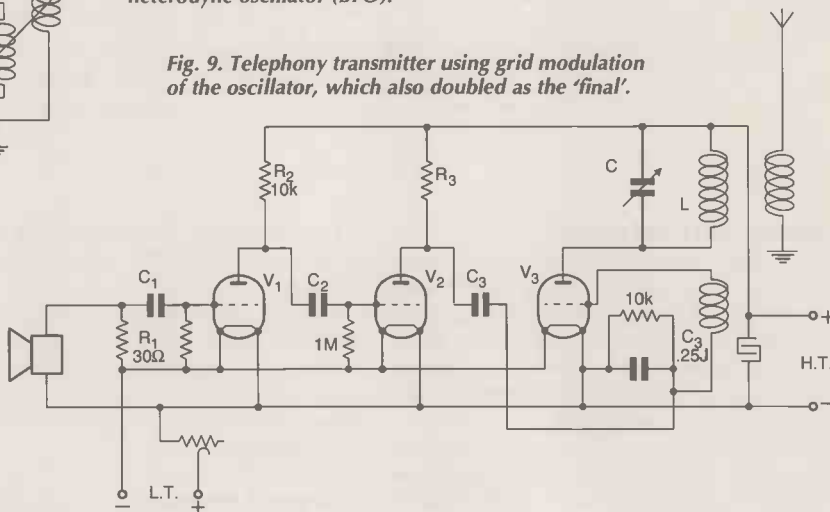 heterodyne oscillator (BFO).
Fig. 9. Telephony transmitter using grid modulation
of the oscillator, which also doubled as the 'final'.
R2
10k
R3
C
L
C1
V1
C2
V2
C3
V3
10k
R1
30Ω
1M
C3
.25J
+
H.T.
−
L.T.
−
+